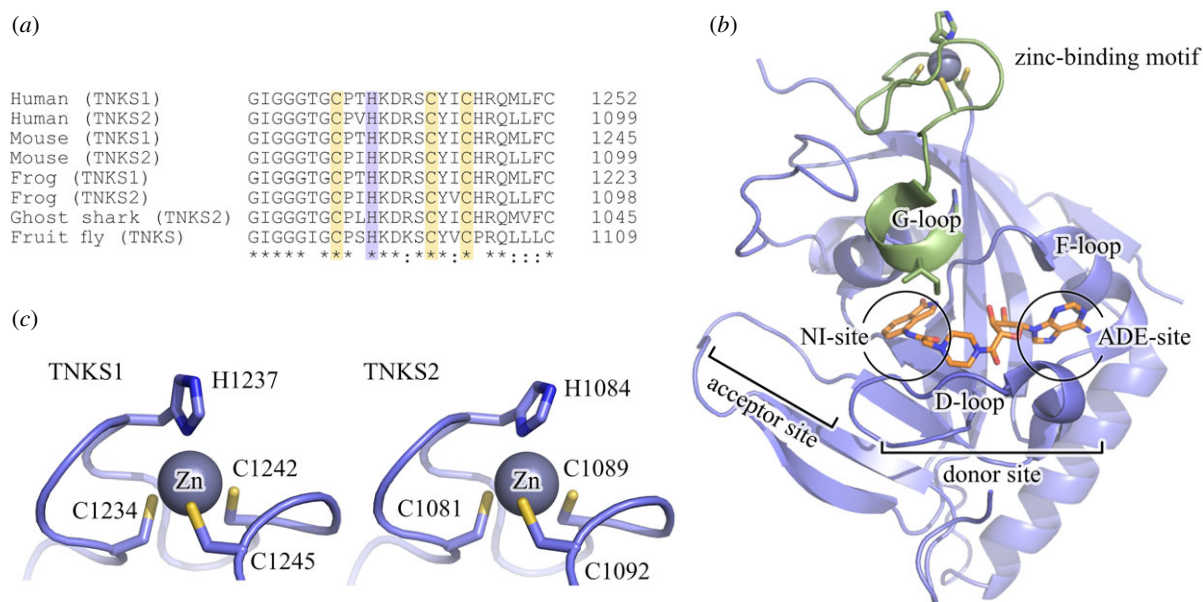 (a)
Human (TNKS1) GIGGGTGCPTHKDRSCYICHRQMLFC 1252
Human (TNKS2) GIGGGTGCPVHKDRSCYICHRQLLFC 1099
Mouse (TNKS1) GIGGGTGCPTHKDRSCYICHRQMLFC 1245
Mouse (TNKS2) GIGGGTGCPIHKDRSCYICHRQLLFC 1099
Frog (TNKS1) GIGGGTGCPTHKDRSCYICHRQMLFC 1223
Frog (TNKS2) GIGGGTGCPIHKDRSCYVCHRQLLFC 1098
Ghost shark (TNKS2) GIGGGTGCPLHKDRSCYICHRQMVFC 1045
Fruit fly (TNKS) GIGGGIGCPSHKDKSCYVCPRQLLLC 1109
***** ** ***:***:* **:::*
(b)
zinc-binding motif
G-loop
F-loop
NI-site
ADE-site
D-loop
acceptor site
donor site
(c)
TNKS1
H1237
Zn
C1242
C1234
C1245
TNKS2
H1084
Zn
C1089
C1081
C1092